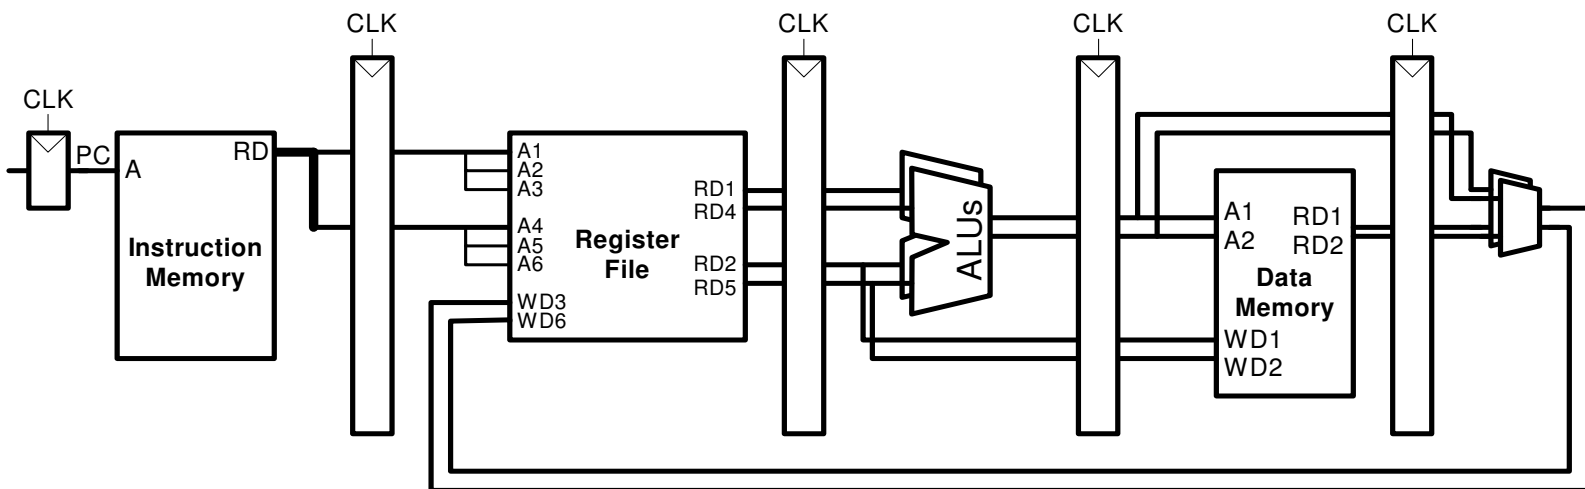 CLK
CLK
CLK
CLK
CLK
PC
A
RD
Instruction
Memory
A1
A2
A3
A4
A5
A6
WD3
WD6
Register
File
RD1
RD4
RD2
RD5
ALUs
A1
A2
RD1
RD2
Data
Memory
WD1
WD2